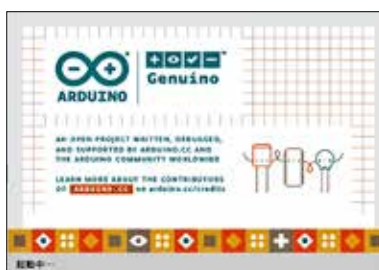 ARDUINO
Genuino
AN OPEN PROJECT WRITTEN, DEBUGGED,
AND SUPPORTED BY ARDUINO.CC AND
THE ARDUINO COMMUNITY WORLDWIDE
LEARN MORE ABOUT THE CONTRIBUTORS
OF ARDUINO.CC on arduino.cc/credits
起動中…